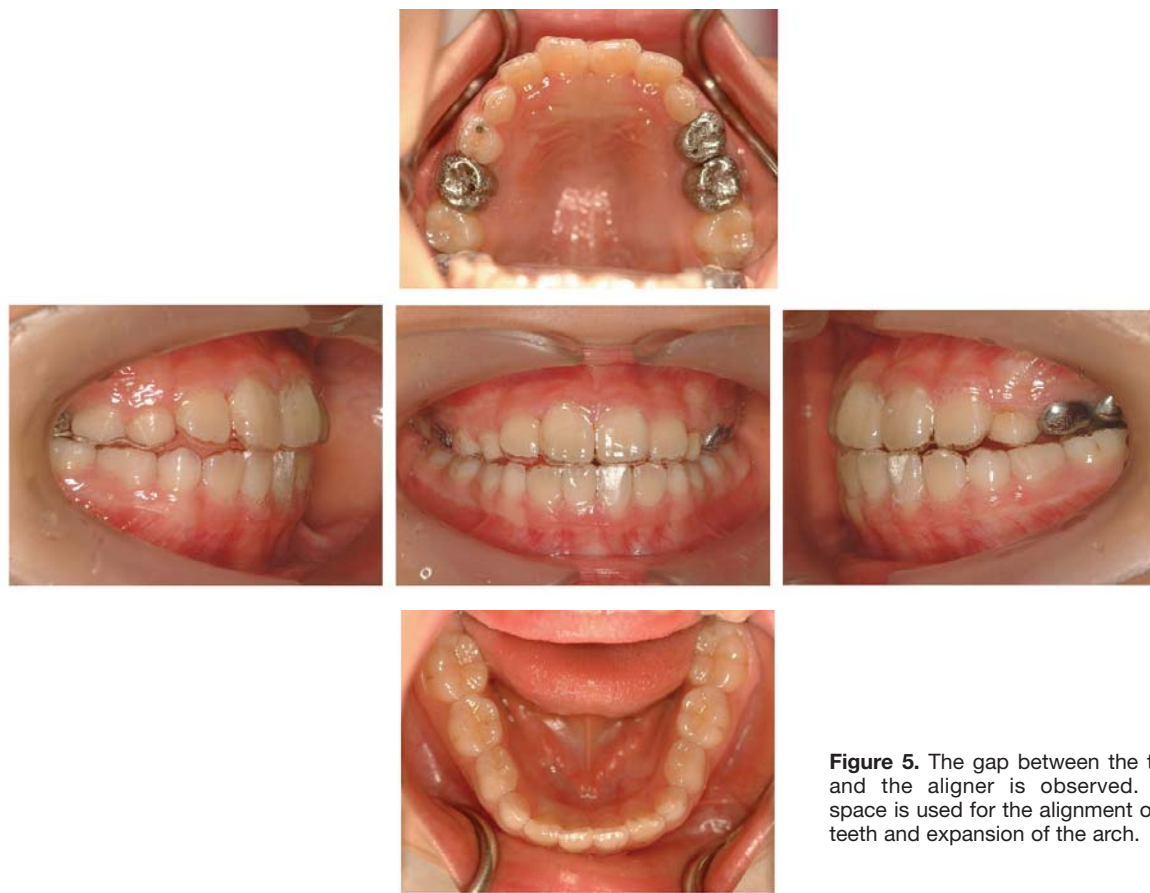 Figure 5. The gap between the
and the aligner is observed.
space is used for the alignment
teeth and expansion of the arch.